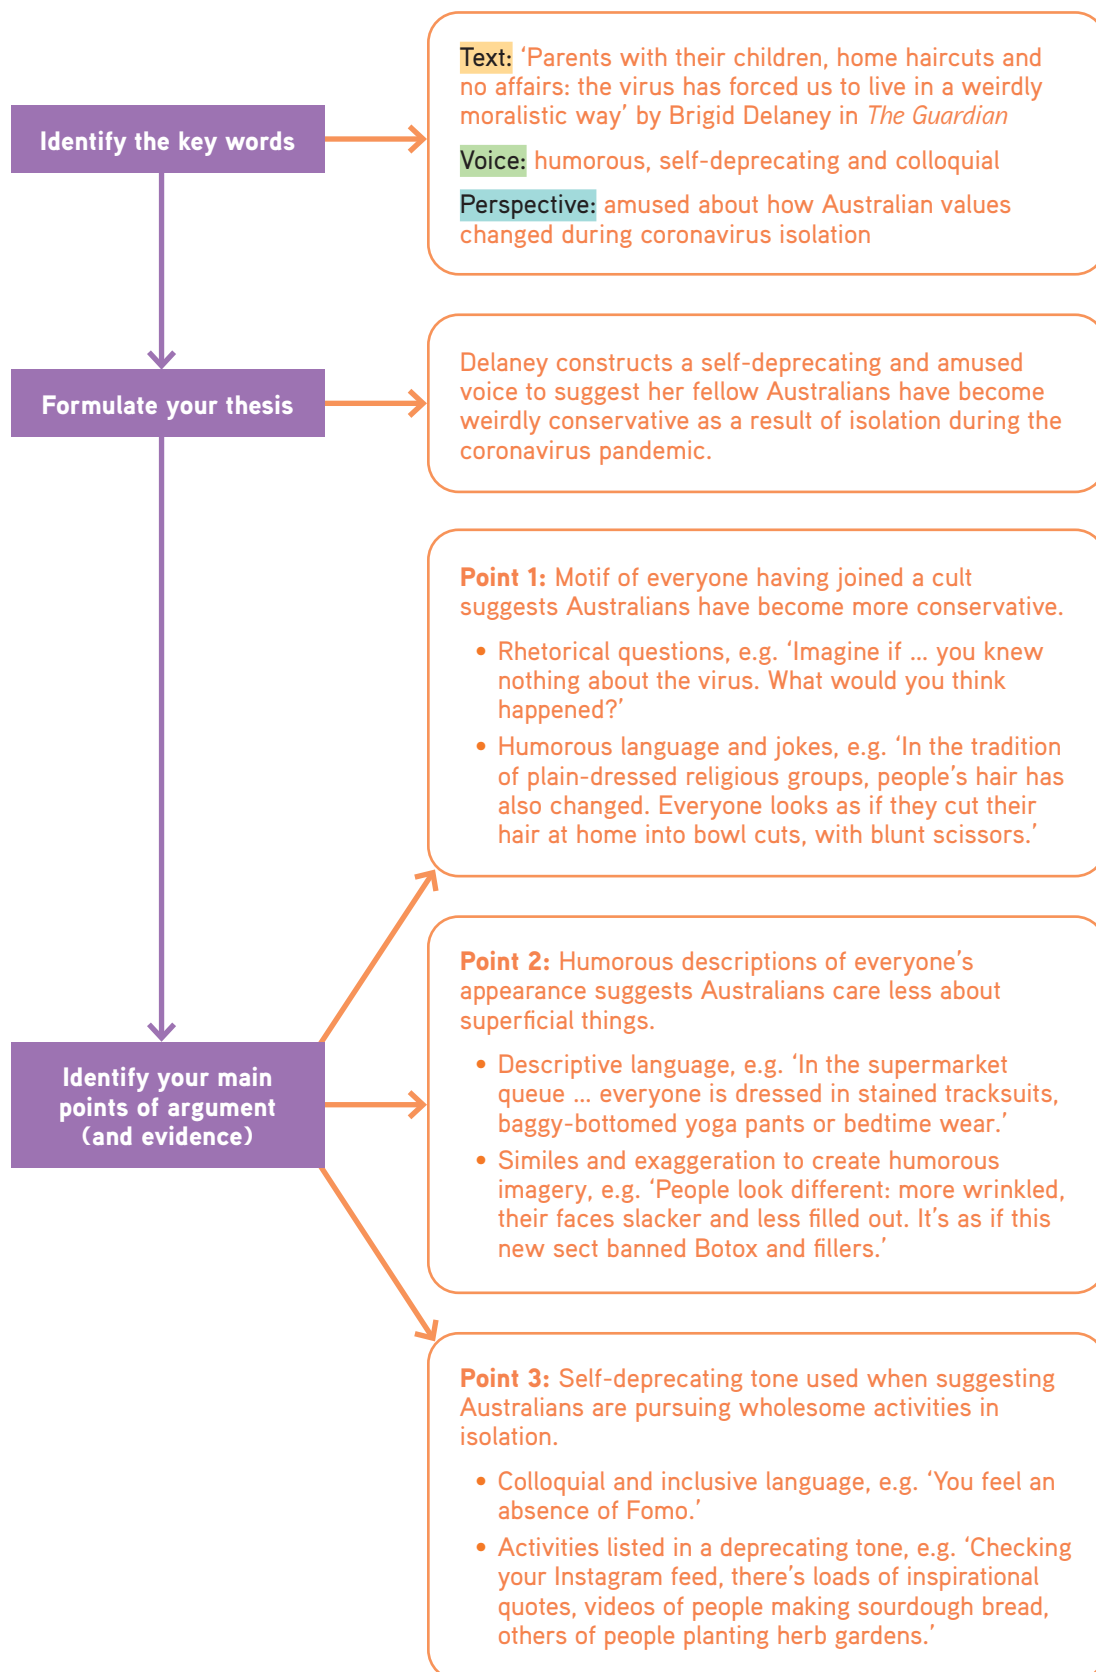 Identify the key words
Text: ‘Parents with their children, home haircuts and
no affairs: the virus has forced us to live in a weirdly
moralistic way’ by Brigid Delaney in The Guardian
Voice: humorous, self-deprecating and colloquial
Perspective: amused about how Australian values
changed during coronavirus isolation
Formulate your thesis
Delaney constructs a self-deprecating and amused
voice to suggest her fellow Australians have become
weirdly conservative as a result of isolation during the
coronavirus pandemic.
Identify your main
points of argument
(and evidence)
Point 1: Motif of everyone having joined a cult
suggests Australians have become more conservative.
• Rhetorical questions, e.g. ‘Imagine if ... you knew
nothing about the virus. What would you think
happened?’
• Humorous language and jokes, e.g. ‘In the tradition
of plain-dressed religious groups, people’s hair has
also changed. Everyone looks as if they cut their
hair at home into bowl cuts, with blunt scissors.’
Point 2: Humorous descriptions of everyone’s
appearance suggests Australians care less about
superficial things.
• Descriptive language, e.g. ‘In the supermarket
queue ... everyone is dressed in stained tracksuits,
baggy-bottomed yoga pants or bedtime wear.’
• Similes and exaggeration to create humorous
imagery, e.g. ‘People look different: more wrinkled,
their faces slacker and less filled out. It’s as if this
new sect banned Botox and fillers.’
Point 3: Self-deprecating tone used when suggesting
Australians are pursuing wholesome activities in
isolation.
• Colloquial and inclusive language, e.g. ‘You feel an
absence of Fomo.’
• Activities listed in a deprecating tone, e.g. ‘Checking
your Instagram feed, there’s loads of inspirational
quotes, videos of people making sourdough bread,
others of people planting herb gardens.’